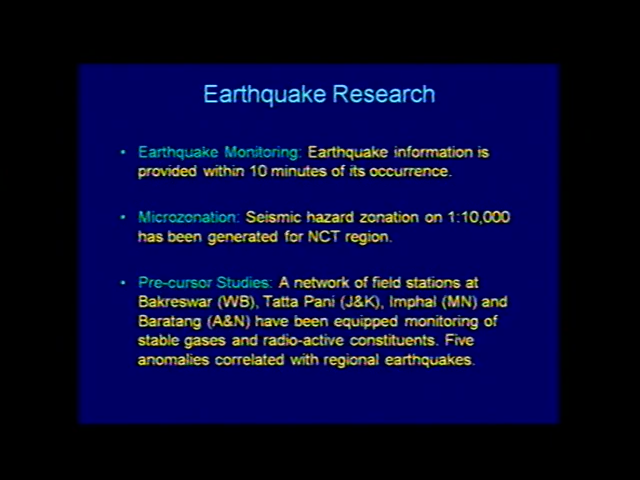 Earthquake Research
• Earthquake Monitoring: Earthquake information is
provided within 10 minutes of its occurrence.
• Microzonation: Seismic hazard zonation on 1:10,000
has been generated for NCT region.
• Pre-cursor Studies: A network of field stations at
Bakreswar (WB), Tatta Pani (J&K), Imphal (MN) and
Baratang (A&N) have been equipped monitoring of
stable gases and radio-active constituents. Five
anomalies correlated with regional earthquakes.